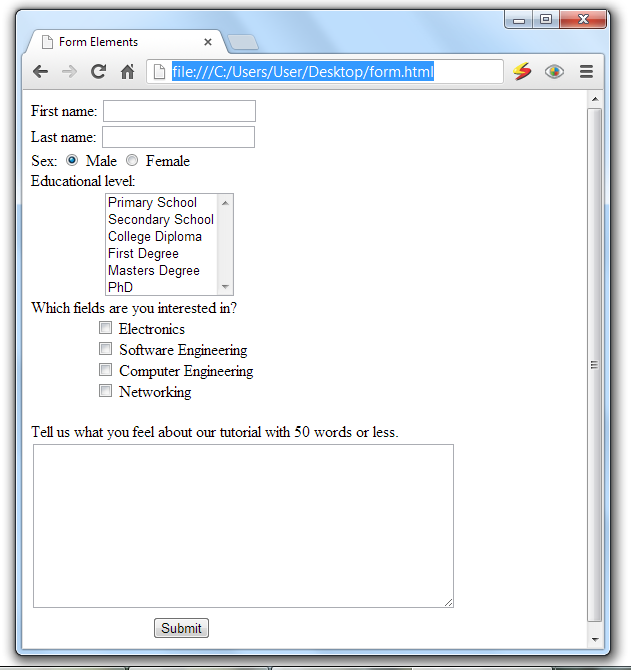 Form Elements
file:///C:/Users/User/Desktop/form.html
First name:
Last name:
Sex: Male Female
Educational level:
Primary School
Secondary School
College Diploma
First Degree
Masters Degree
PhD
Which fields are you interested in?
Electronics
Software Engineering
Computer Engineering
Networking
Tell us what you feel about our tutorial with 50 words or less.
Submit